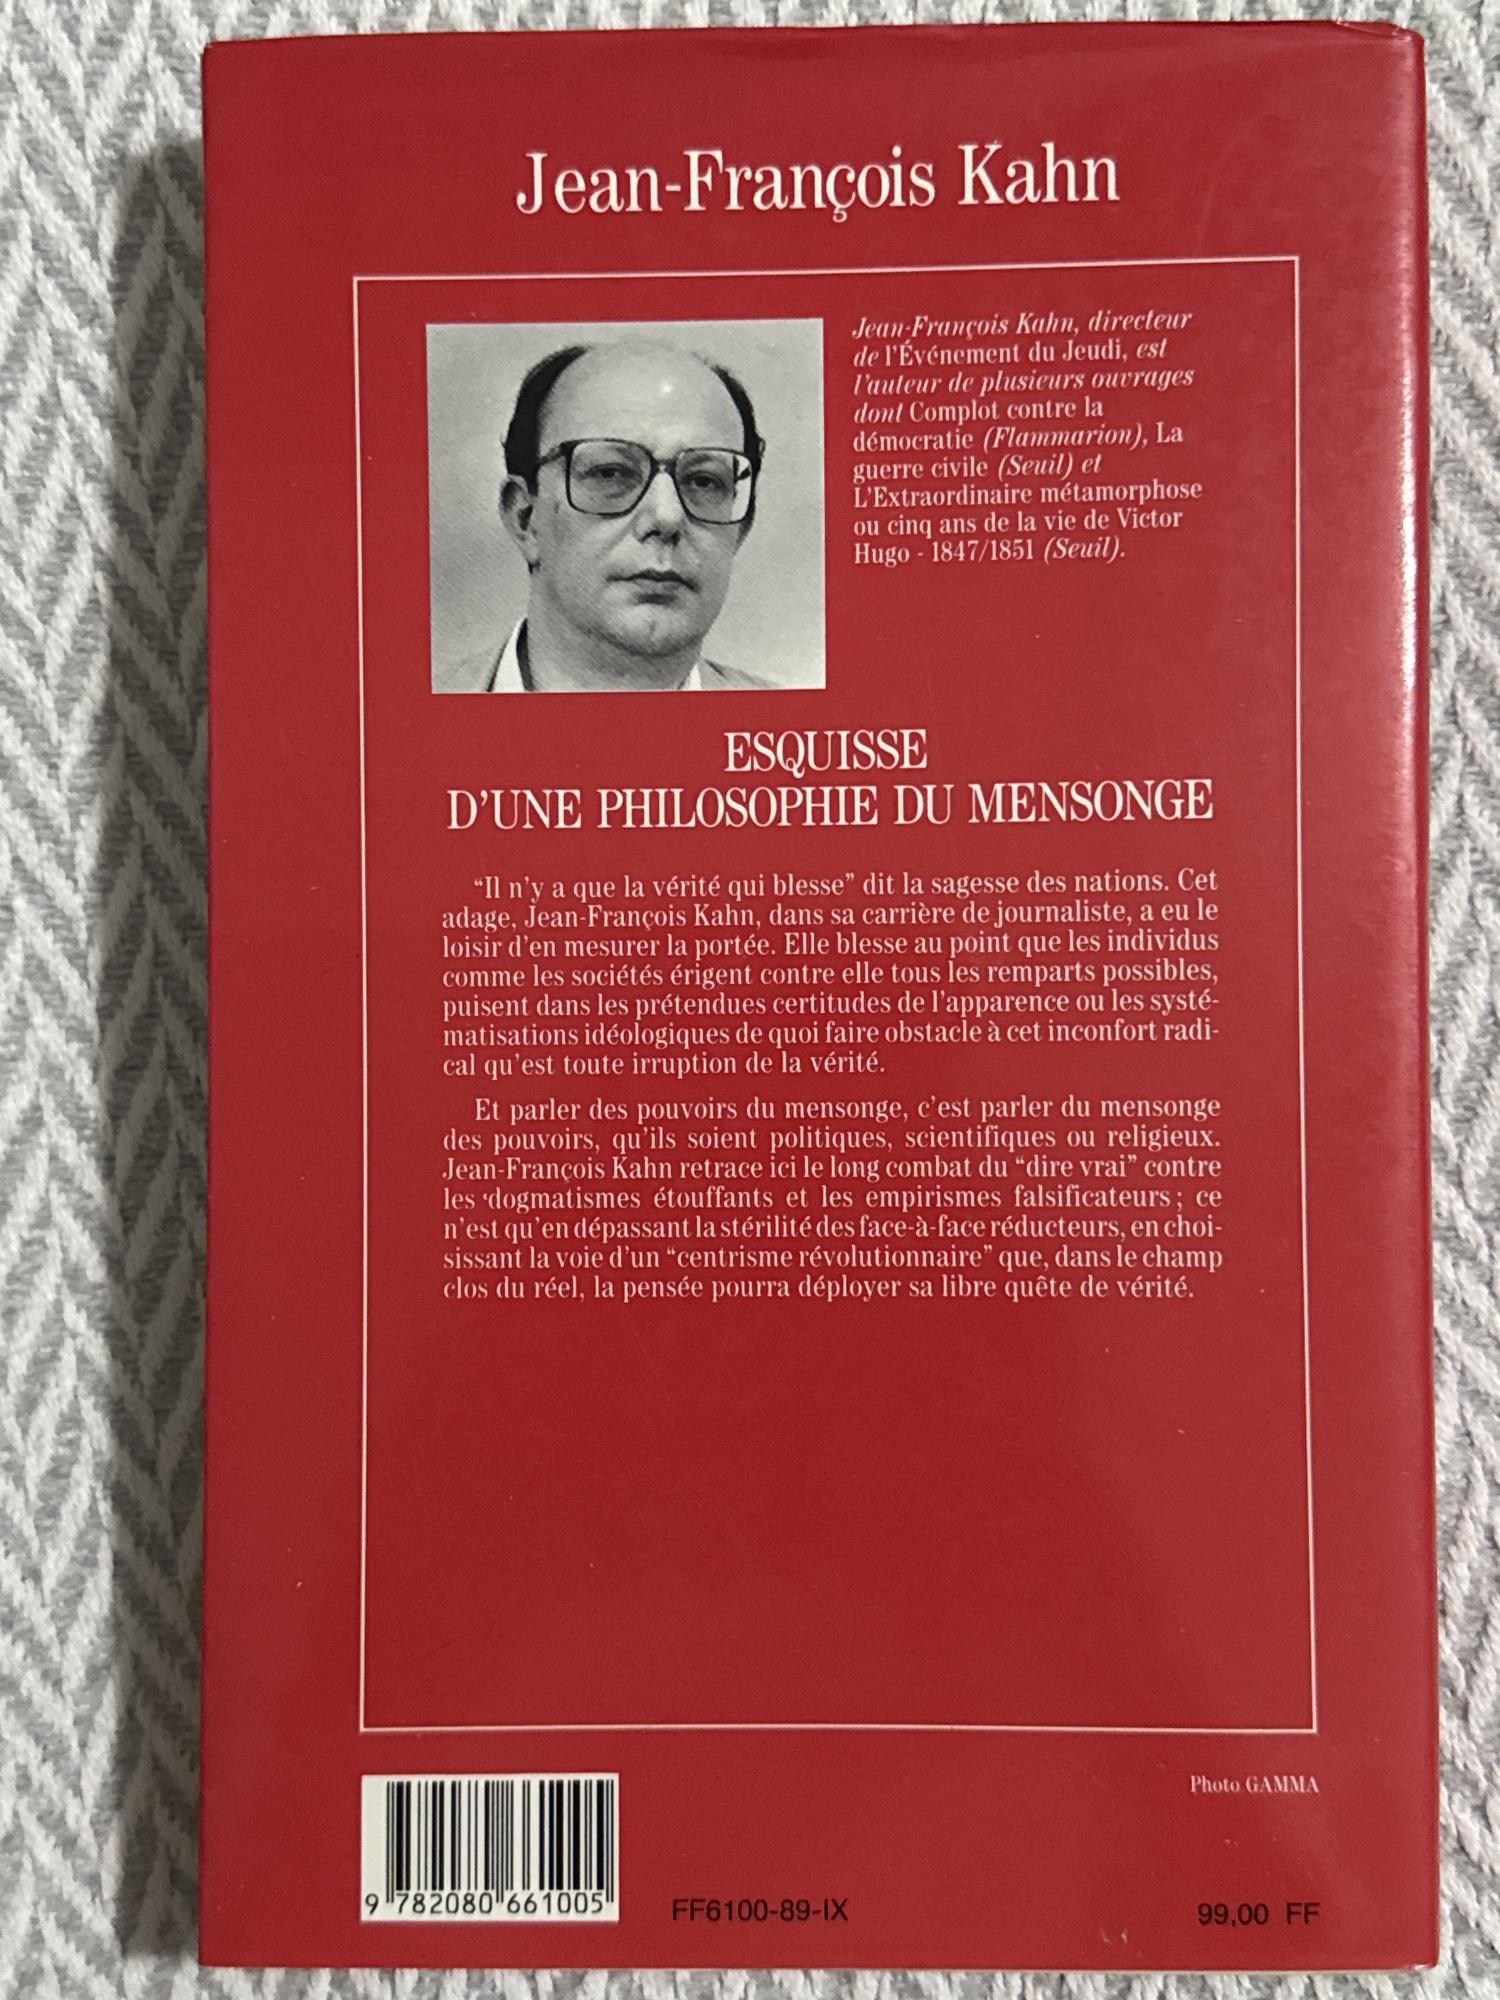 Jean-François Kahn
Jean-François Kahn, directeur
de l'Événement du Jeudi, est
l'auteur de plusieurs ouvrages
dont Complot contre la
démocratie (Flammarion), La
guerre civile (Seuil) et
L'Extraordinaire métamorphose
ou cinq ans de la vie de Victor
Hugo - 1847/1851 (Seuil).
ESQUISSE
D'UNE PHILOSOPHIE DU MENSONGE
“Il n'y a que la vérité qui blesse” dit la sagesse des nations. Cet
adage, Jean-François Kahn, dans sa carrière de journaliste, a eu le
loisir d'en mesurer la portée. Elle blesse au point que les individus
comme les sociétés érigent contre elle tous les remparts possibles,
puisent dans les prétendues certitudes de l'apparence ou les systé-
matisations idéologiques de quoi faire obstacle à cet inconfort radi-
cal qu'est toute irruption de la vérité.
Et parler des pouvoirs du mensonge, c'est parler du mensonge
des pouvoirs, qu'ils soient politiques, scientifiques ou religieux.
Jean-François Kahn retrace ici le long combat du “dire vrai” contre
les ‘dogmatismes étouffants et les empirismes falsificateurs ; ce
n'est qu'en dépassant la stérilité des face-à-face réducteurs, en choi-
sissant la voie d'un “centrisme révolutionnaire” que, dans le champ
clos du réel, la pensée pourra déployer sa libre quête de vérité.
Photo GAMMA
9 782080 661005
FF6100-89-IX
99,00 FF